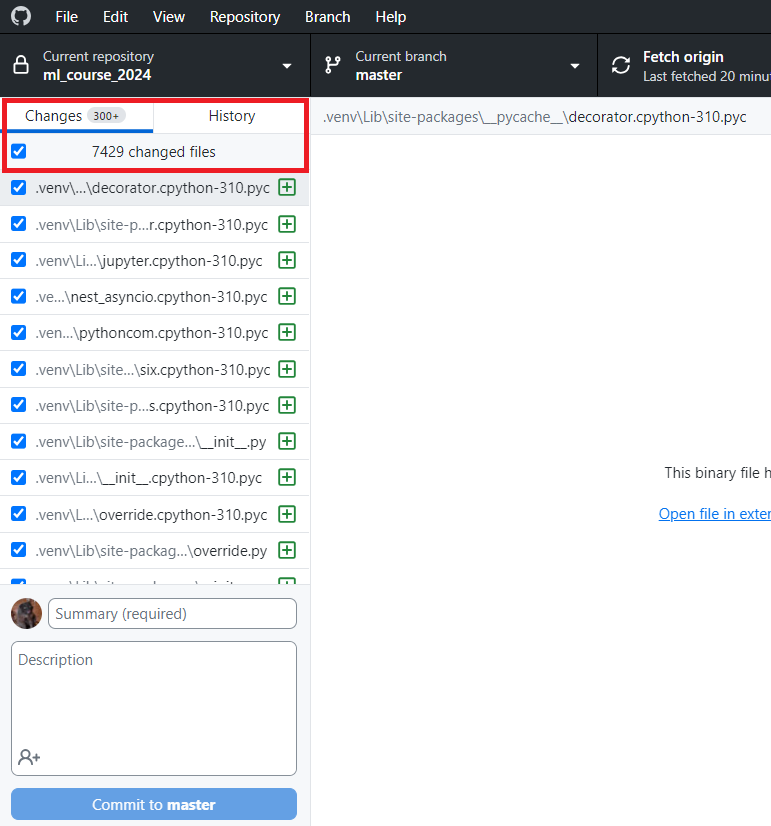 File Edit View Repository Branch Help
Current repository
ml_course_2024
Current branch
master
Fetch origin
Last fetched 20 minu
Changes 300+ History
7429 changed files
.venv\Lib\site-packages\__pycache__\decorator.cpython-310.pyc
.venv\...\decorator.cpython-310.pyc
.venv\Lib\site-p...r.cpython-310.pyc
.venv\Li...\jupyter.cpython-310.pyc
.ve...\nest_asyncio.cpython-310.pyc
.ven...\pythoncom.cpython-310.pyc
.venv\Lib\site...\six.cpython-310.pyc
.venv\Lib\site-p...s.cpython-310.pyc
.venv\Lib\site-package...\__init__.py
.venv\Li...\__init__.cpython-310.pyc
.venv\L...\override.cpython-310.pyc
.venv\Lib\site-packag...\override.py
This binary file h
Open file in exter
Summary (required)
Description
Commit to master